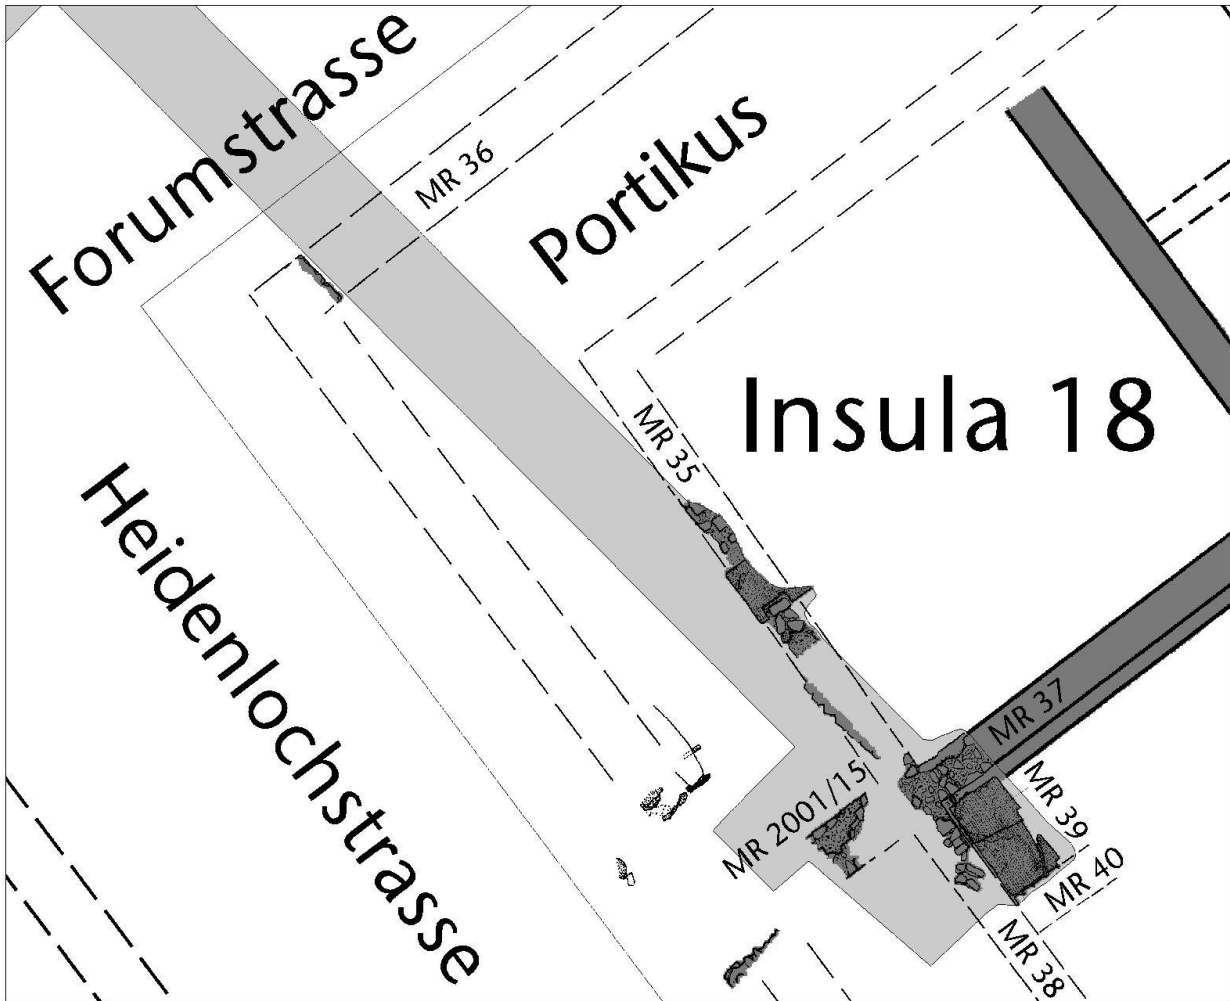 Forumstrasse
MR 36
Portikus
Insula 18
MR 35
Heidenlochstrasse
MR 37
MR 2001/15
MR 39
MR 40
MR 38